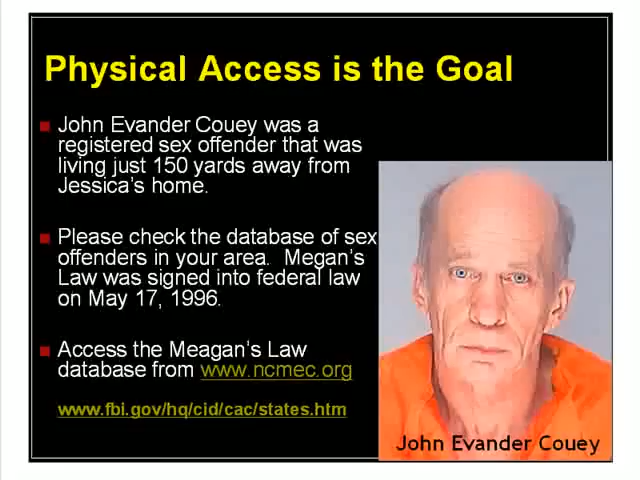 Physical Access is the Goal
John Evander Couey was a
registered sex offender that was
living just 150 yards away from
Jessica's home.
Please check the database of sex
offenders in your area. Megan's
Law was signed into federal law
on May 17, 1996.
Access the Meagan's Law
database from www.ncmec.org
www.fbi.gov/hq/cid/cac/states.htm
John Evander Couey